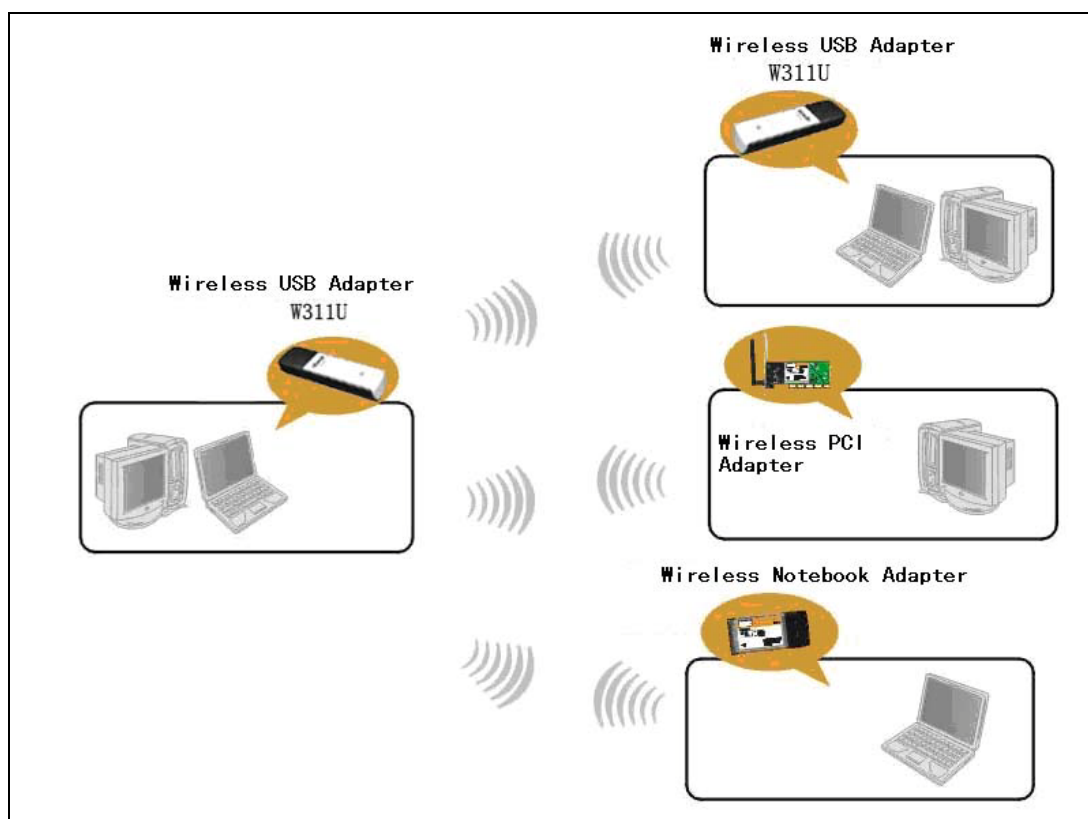 Wireless USB Adapter
W311U
Wireless USB Adapter
W311U
Wireless PCI
Adapter
Wireless Notebook Adapter